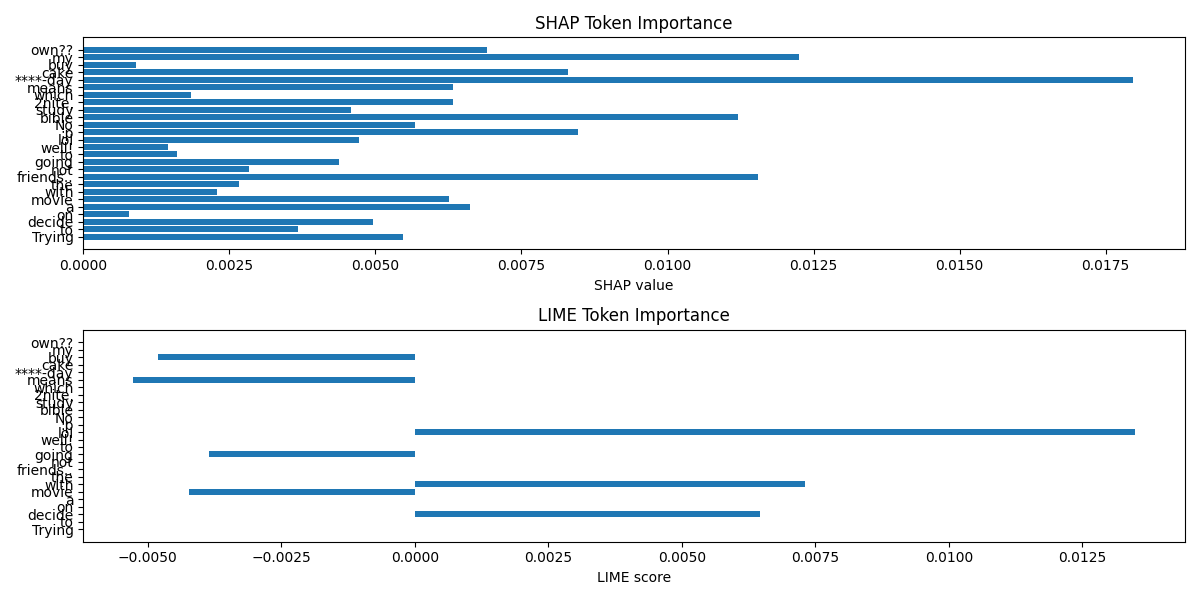 SHAP Token Importance
own??
my
buy
cake
****-day
means
which
2nite.
study
bible
No
:p
lol
well!
to
going
not
friends..
the
with
movie
a
on
decide
to
Trying
0.0000 0.0025 0.0050 0.0075 0.0100 0.0125 0.0150 0.0175
SHAP value
LIME Token Importance
own??
my
buy
cake
****-day
means
which
2nite.
study
bible
No
:p
lol
well!
to
going
not
friends..
the
with
movie
a
on
decide
to
Trying
−0.0050 −0.0025 0.0000 0.0025 0.0050 0.0075 0.0100 0.0125
LIME score